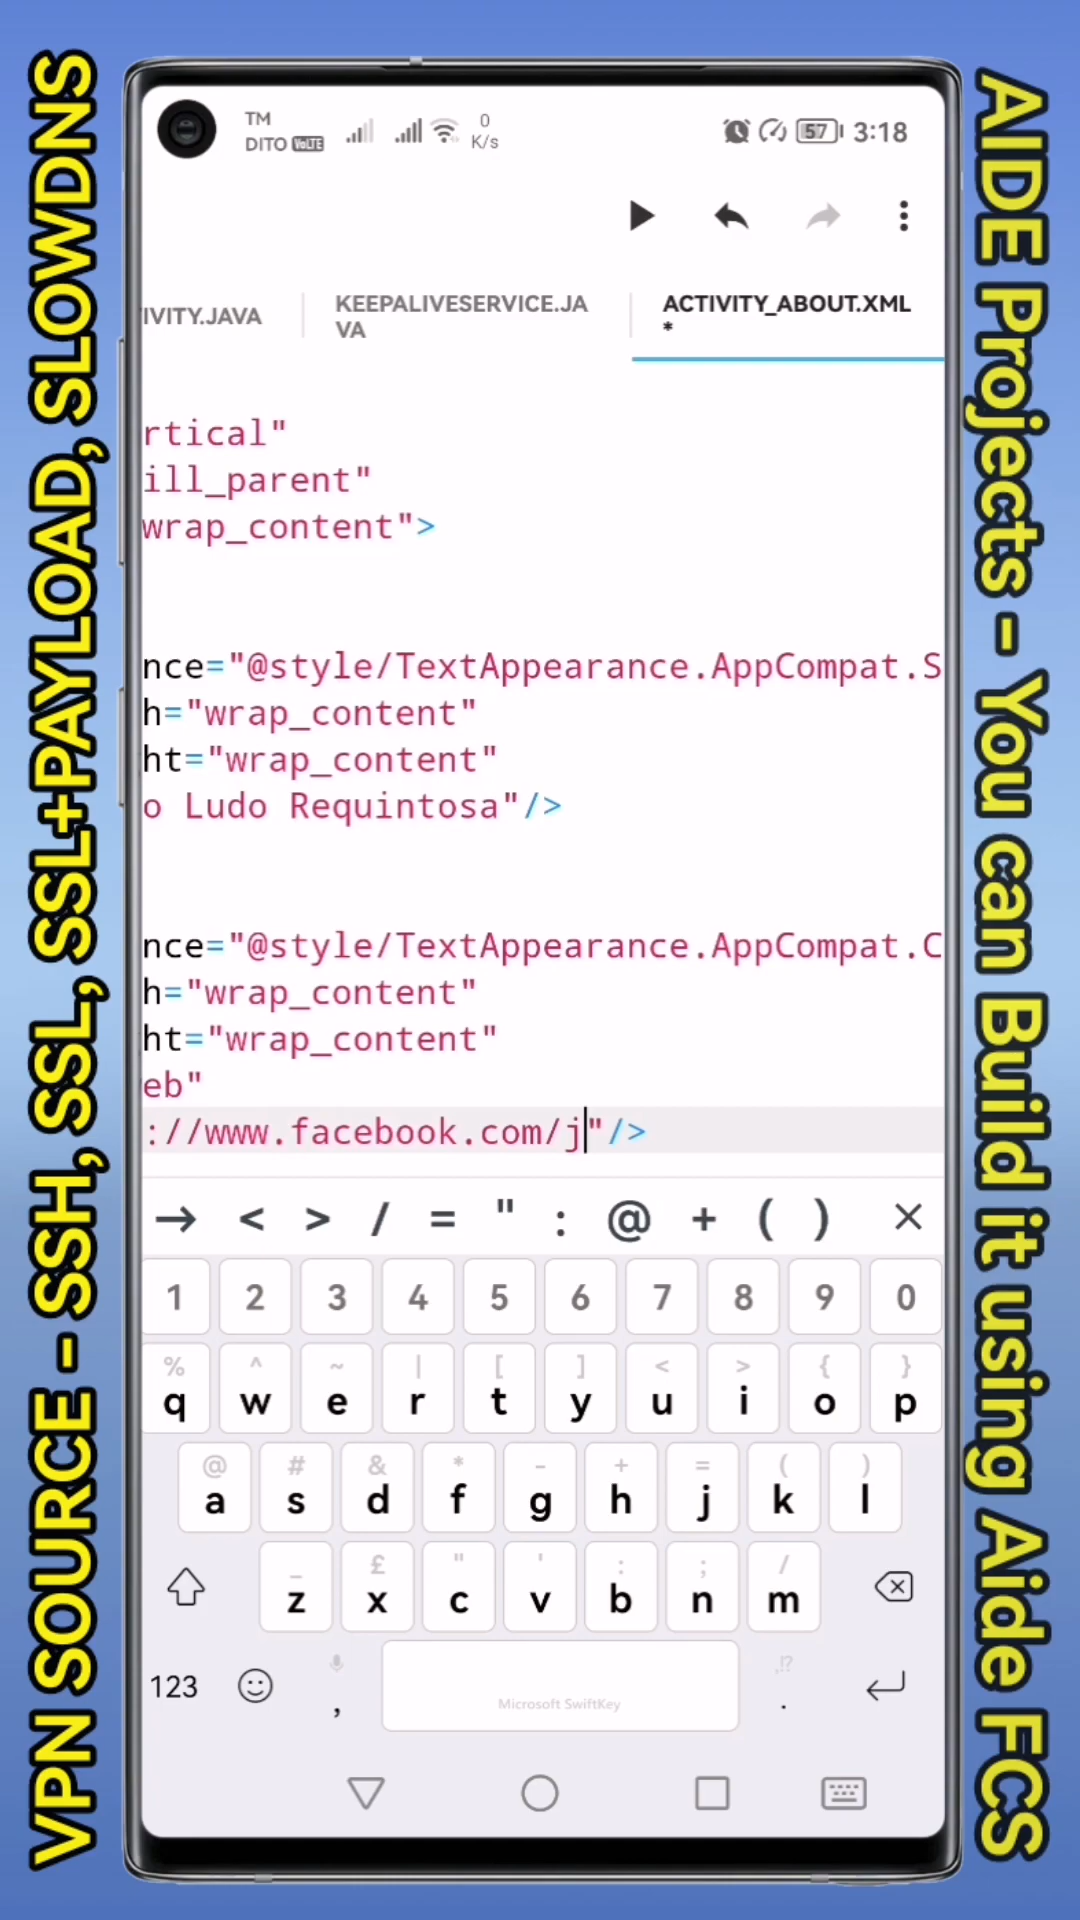 VPN SOURCE - SSH, SSL, SSL+PAYLOAD, SLOWDNS
TM
DITO VoLTE
0
K/s
57
3:18
IVITY.JAVA
KEEPALIVESERVICE.JA
VA
ACTIVITY_ABOUT.XML
*
rtical"
ill_parent"
wrap_content">
nce="@style/TextAppearance.AppCompat.S
h="wrap_content"
ht="wrap_content"
o Ludo Requintosa"/>
nce="@style/TextAppearance.AppCompat.C
h="wrap_content"
ht="wrap_content"
eb"
://www.facebook.com/j"/>
→ < > / = " : @ + ( ) ×
1 2 3 4 5 6 7 8 9 0
% ^ ~ | [ ] < > { }
q w e r t y u i o p
@ # & * - + = ( )
a s d f g h j k l
_ £ " ' : ; /
z x c v b n m
,!?
123 , Microsoft SwiftKey .
AIDE Projects - You can Build it using Aide FCS